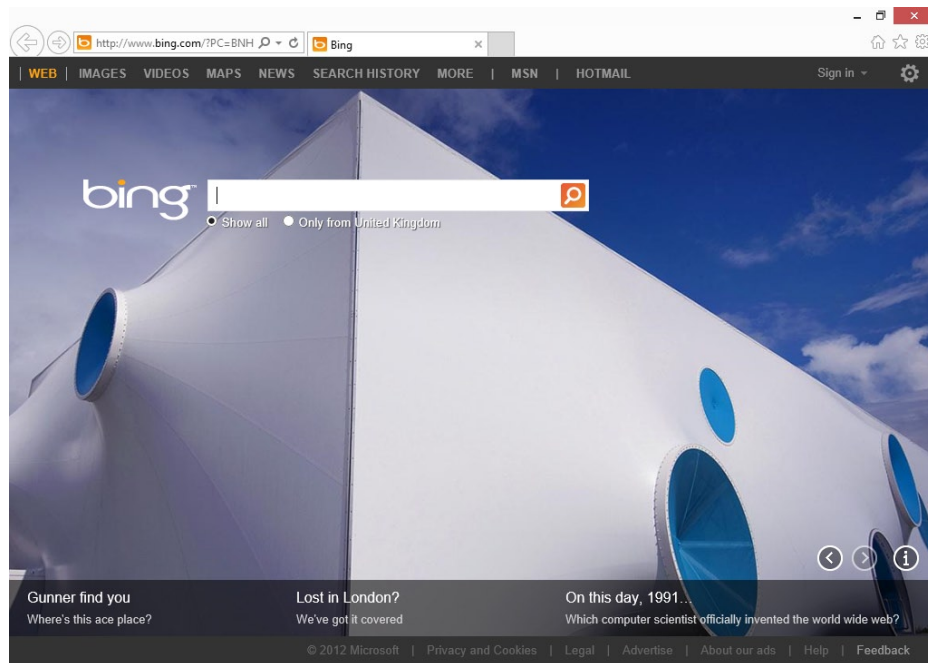 http://www.bing.com/?PC=BNH
Bing
WEB | IMAGES VIDEOS MAPS NEWS SEARCH HISTORY MORE | MSN | HOTMAIL Sign in
bing
Show all Only from United Kingdom
Gunner find you Lost in London? On this day, 1991...
Where's this ace place? We've got it covered Which computer scientist officially invented the world wide web?
© 2012 Microsoft | Privacy and Cookies | Legal | Advertise | About our ads | Help | Feedback